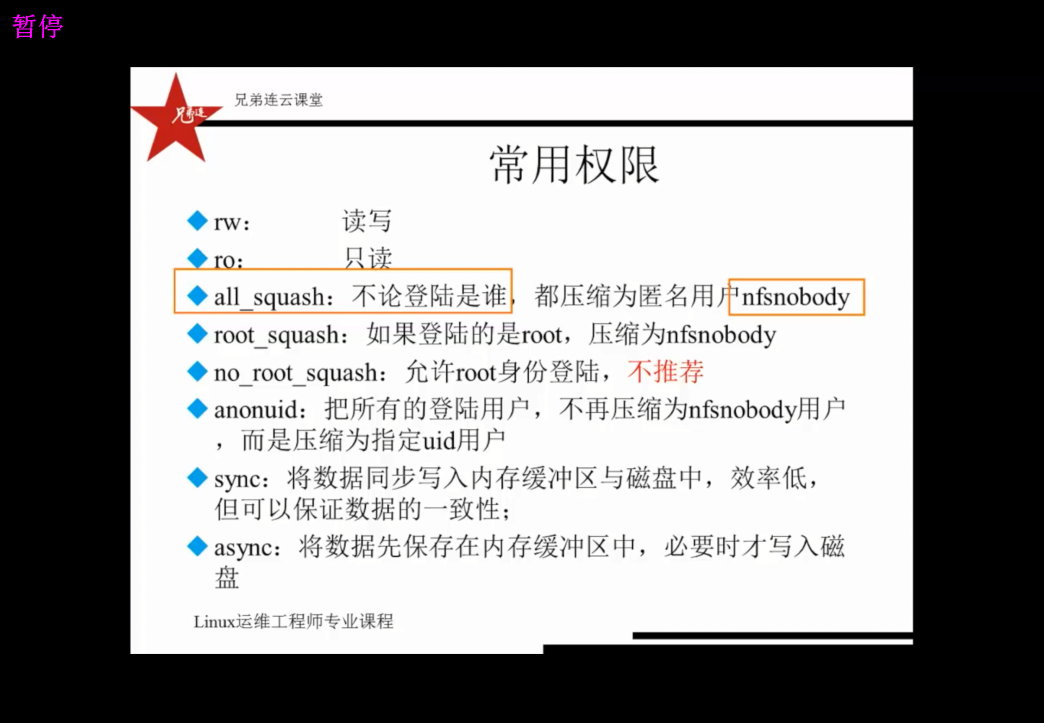 暂停
兄弟连
兄弟连云课堂
常用权限
rw： 读写
ro： 只读
all_squash：不论登陆是谁，都压缩为匿名用户nfsnobody
root_squash：如果登陆的是root，压缩为nfsnobody
no_root_squash：允许root身份登陆，不推荐
anonuid：把所有的登陆用户，不再压缩为nfsnobody用户
，而是压缩为指定uid用户
sync：将数据同步写入内存缓冲区与磁盘中，效率低，
但可以保证数据的一致性；
async：将数据先保存在内存缓冲区中，必要时才写入磁
盘
Linux运维工程师专业课程